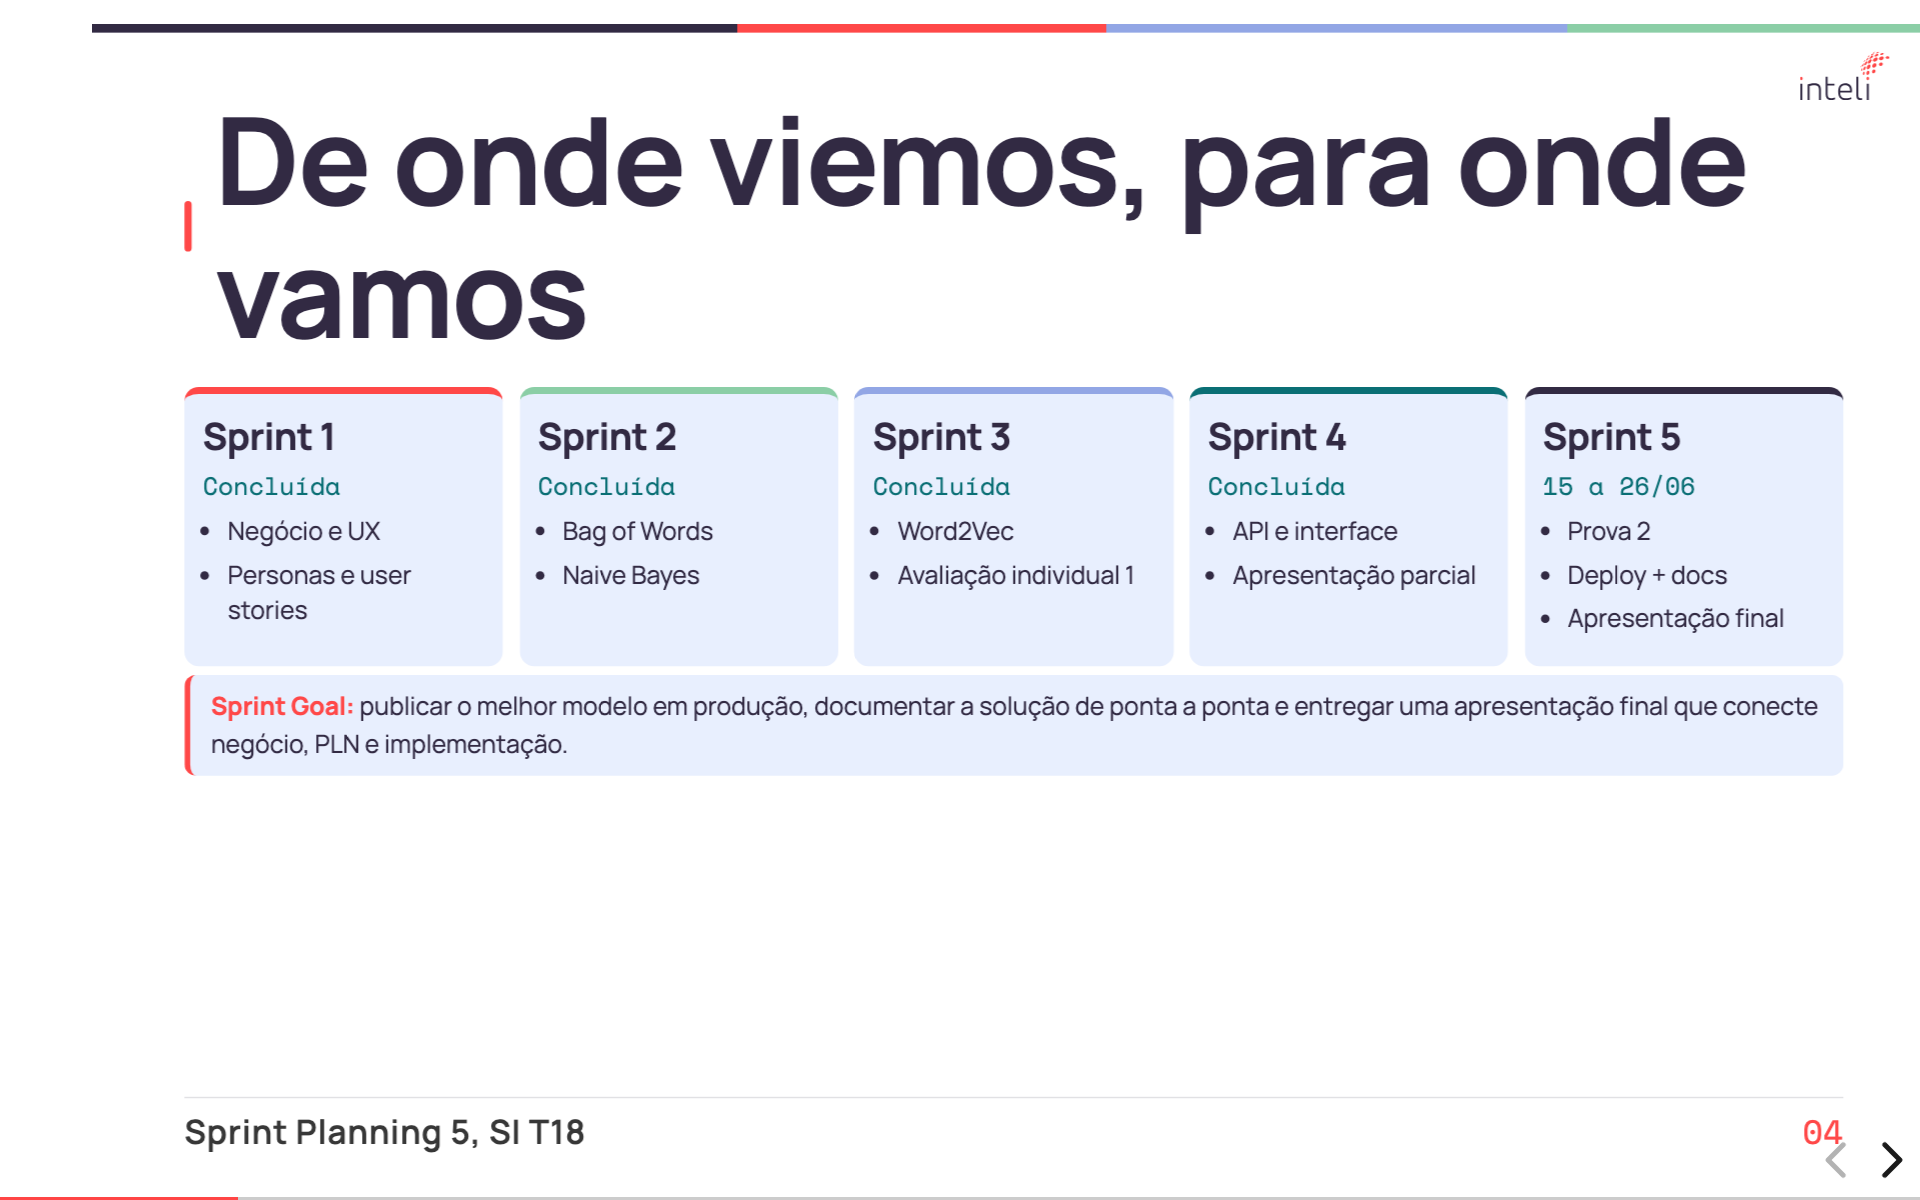 inteli
De onde viemos, para onde
vamos
Sprint 1
Concluída
• Negócio e UX
• Personas e user
stories
Sprint 2
Concluída
• Bag of Words
• Naive Bayes
Sprint 3
Concluída
• Word2Vec
• Avaliação individual 1
Sprint 4
Concluída
• API e interface
• Apresentação parcial
Sprint 5
15 a 26/06
• Prova 2
• Deploy + docs
• Apresentação final
Sprint Goal: publicar o melhor modelo em produção, documentar a solução de ponta a ponta e entregar uma apresentação final que conecte
negócio, PLN e implementação.
Sprint Planning 5, SI T18
04